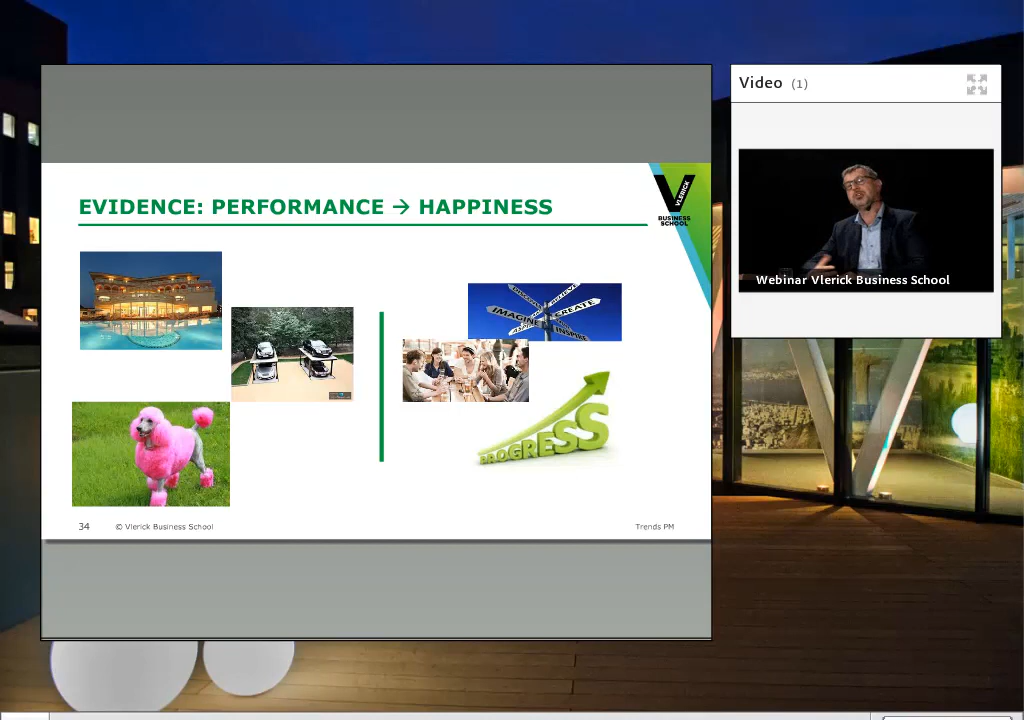 EVIDENCE: PERFORMANCE → HAPPINESS
VLERICK
BUSINESS
SCHOOL
BELIEVE
CREATE
IMAGINE
INSPIRE
PROGRESS
34 © Vlerick Business School Trends PM
Video (1)
Webinar Vlerick Business School